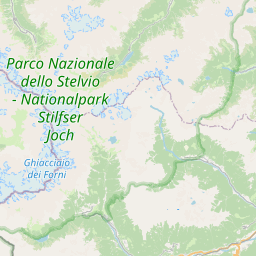 Parco Nazionale
dello Stelvio
- Nationalpark
Stilfser
Joch
Ghiacciaio
dei Forni